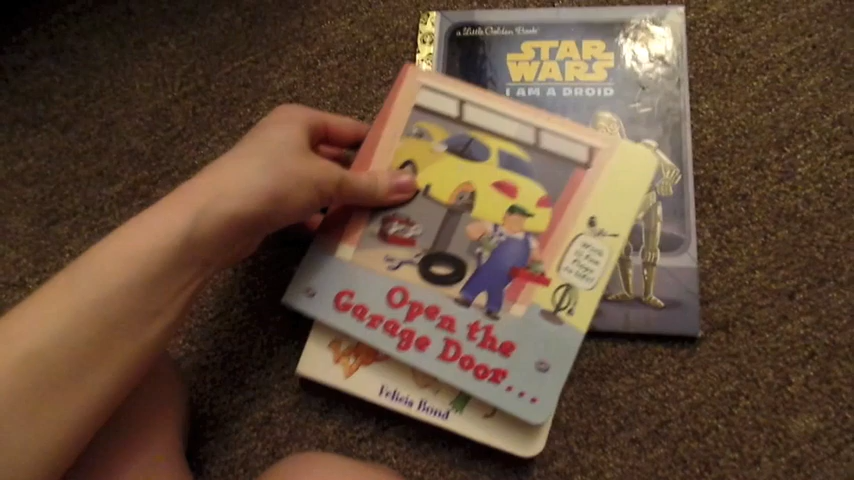 a Little Golden Book
STAR
WARS
I AM A DROID
Open the
Garage Door...
Felicia Bond